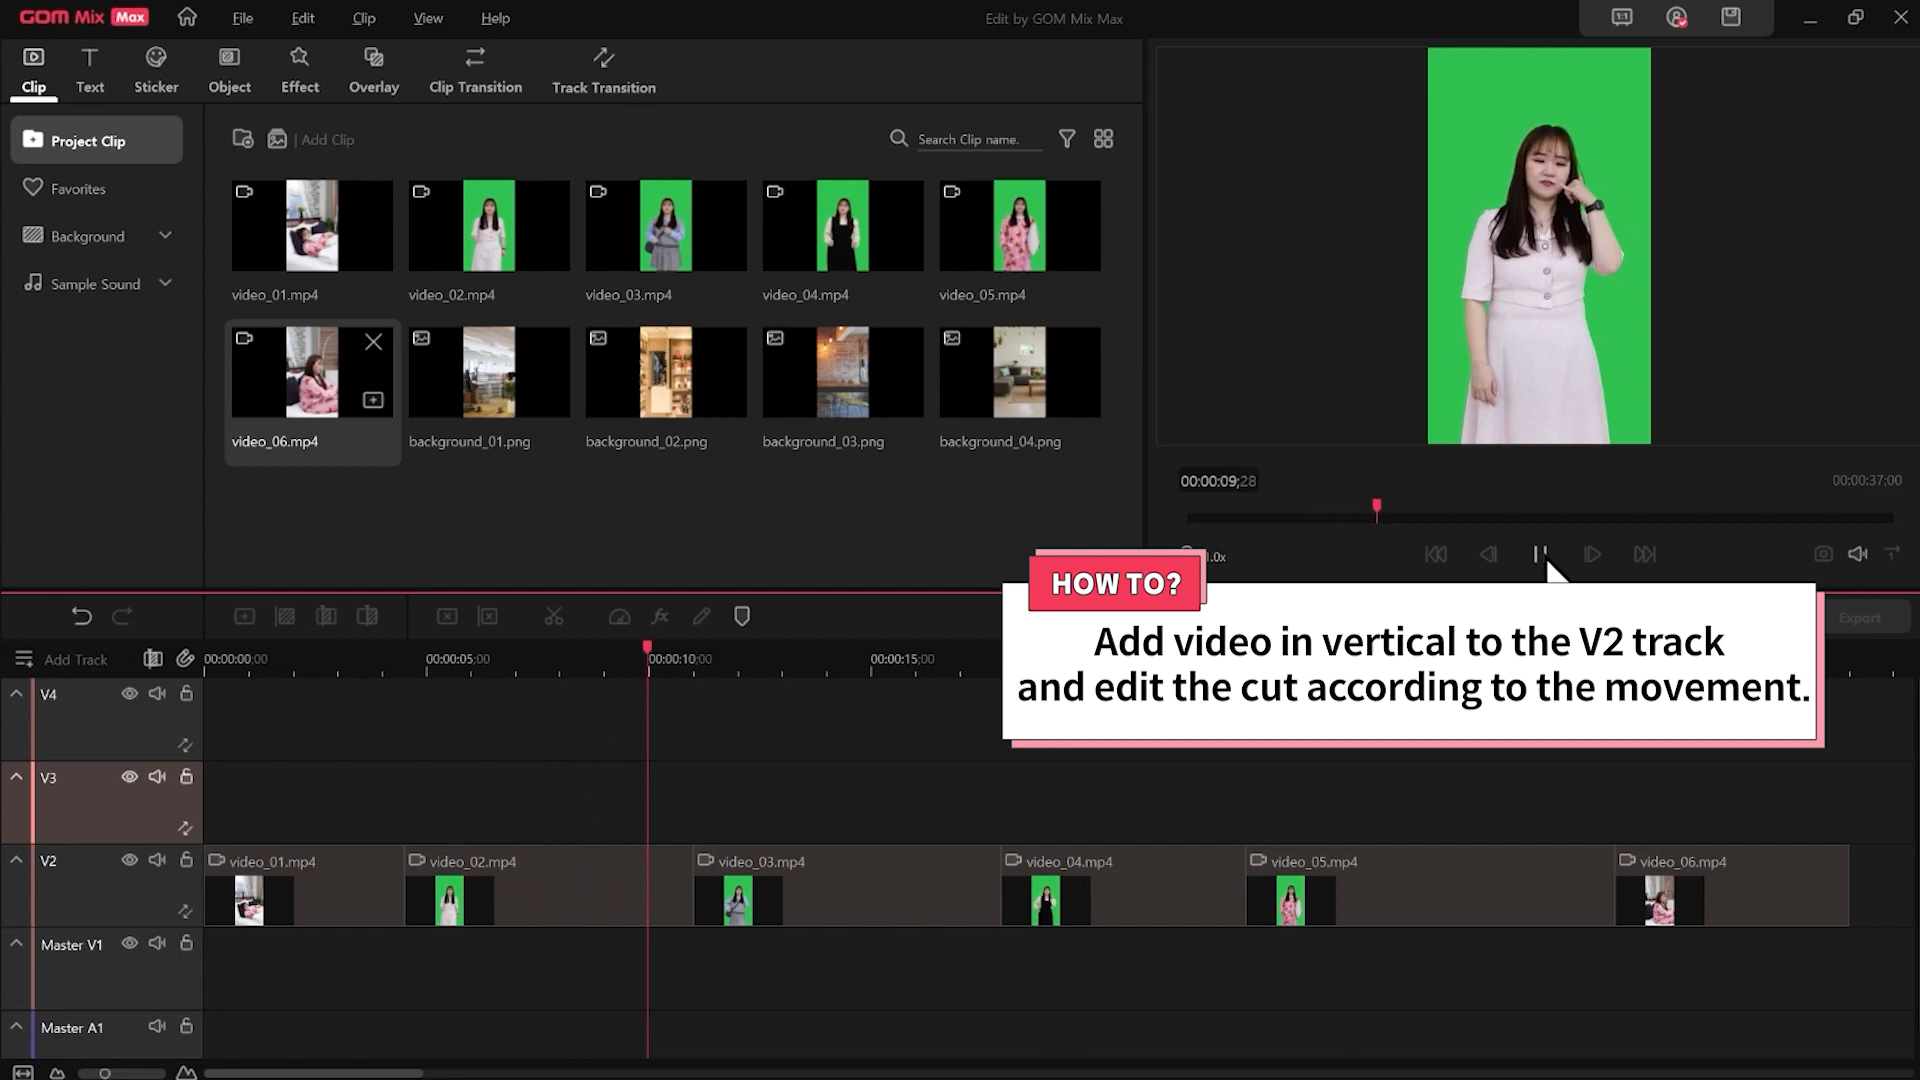 GOM Mix Max
File Edit Clip View Help
Edit by GOM Mix Max
1:1
Clip Text Sticker Object Effect Overlay Clip Transition Track Transition
Project Clip
Favorites
Background
Sample Sound
| Add Clip
Search Clip name.
video_01.mp4 video_02.mp4 video_03.mp4 video_04.mp4 video_05.mp4
video_06.mp4 background_01.png background_02.png background_03.png background_04.png
00:00:09;28
00:00:37;00
1.0x
HOW TO?
Add video in vertical to the V2 track
and edit the cut according to the movement.
fx
Export
Add Track
00:00:00;00 00:00:05;00 00:00:10;00 00:00:15;00
V4
V3
V2
video_01.mp4 video_02.mp4 video_03.mp4 video_04.mp4 video_05.mp4 video_06.mp4
Master V1
Master A1